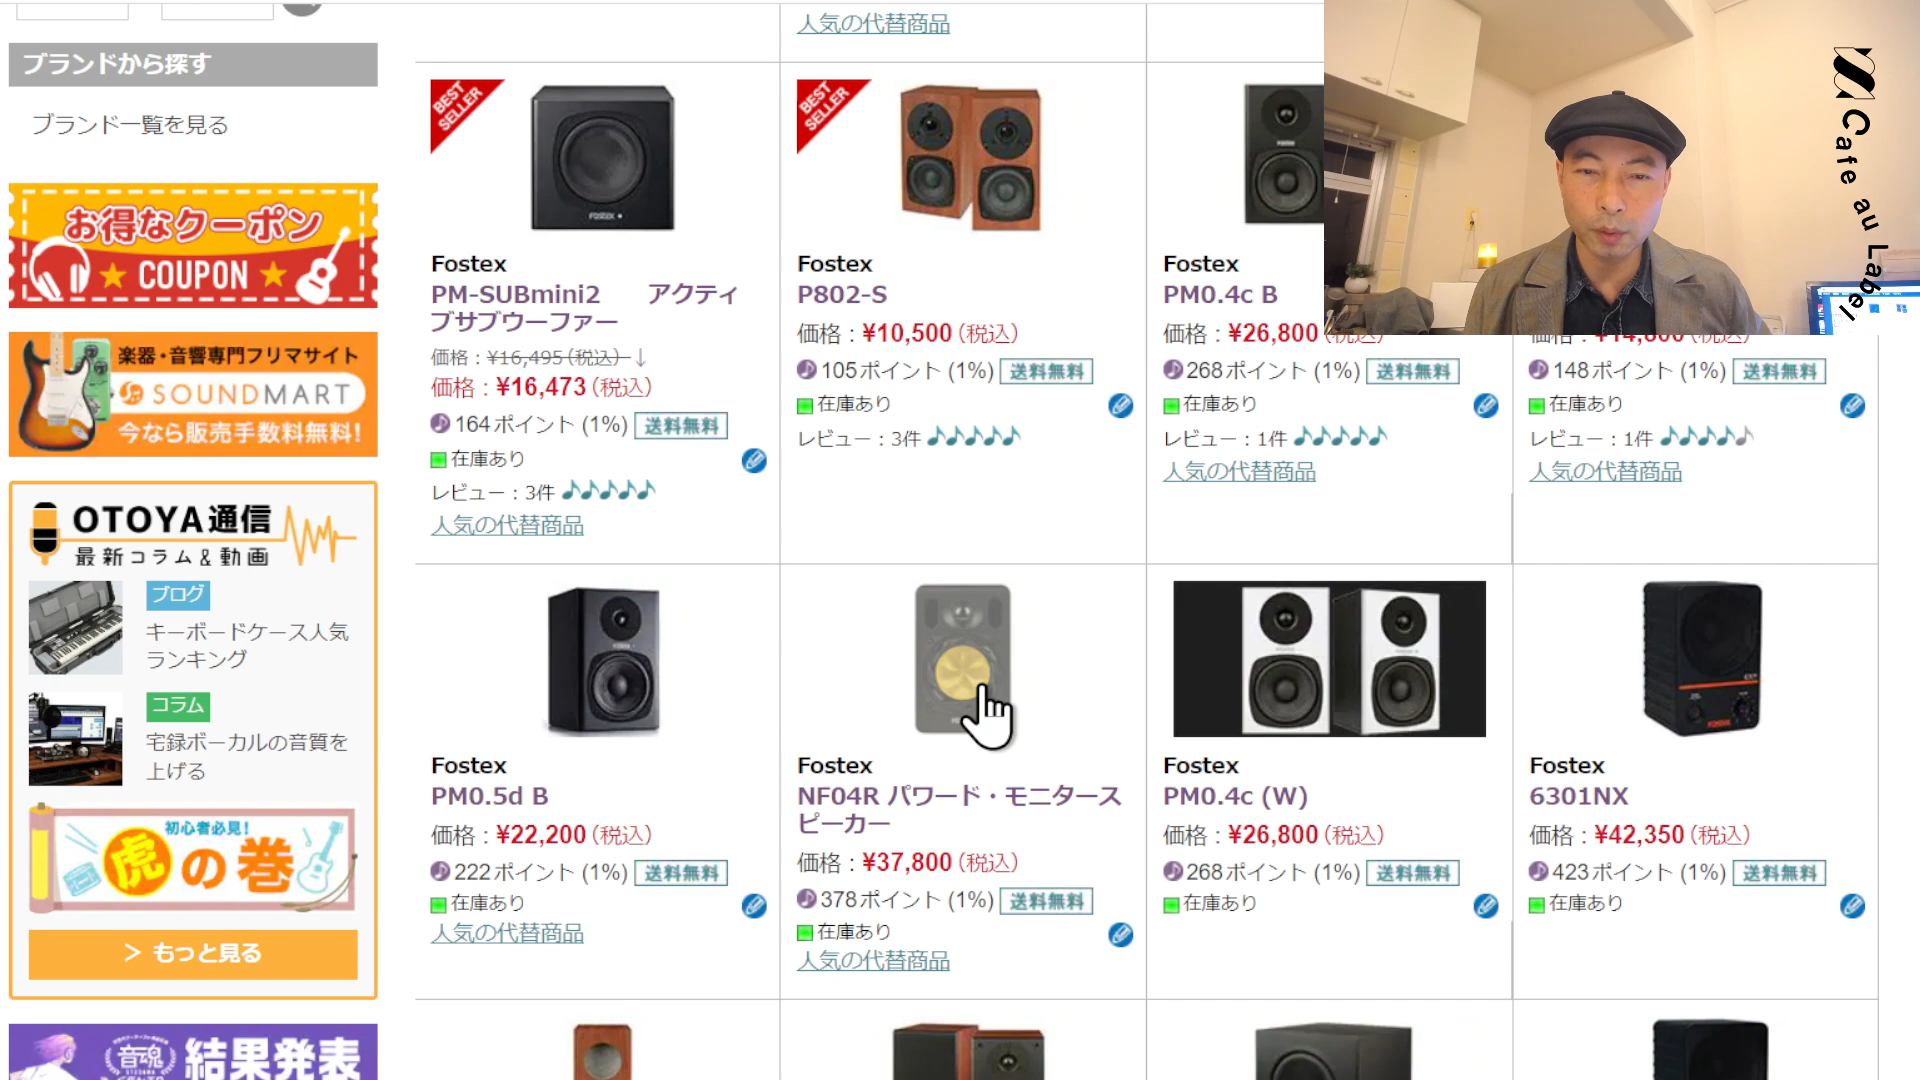 人気の代替商品
ブランドから探す
ブランド一覧を見る
お得なクーポン
COUPON
楽器・音響専門フリマサイト
SOUNDMART
今なら販売手数料無料!
OTOYA通信
最新コラム&動画
ブログ
キーボードケース人気
ランキング
コラム
宅録ボーカルの音質を
上げる
初心者必見!
虎の巻
> もっと見る
音魂
結果発表
BEST SELLER
FOSTEX
Fostex
PM-SUBmini2 アクティ
ブサブウーファー
価格:¥16,495(税込)↓
価格:¥16,473(税込)
164ポイント (1%) 送料無料
在庫あり
レビュー:3件
人気の代替商品
BEST SELLER
Fostex
P802-S
価格:¥10,500(税込)
105ポイント (1%) 送料無料
在庫あり
レビュー:3件
Fostex
PM0.4c B
価格:¥26,800(税込)
268ポイント (1%) 送料無料
在庫あり
レビュー:1件
人気の代替商品
148ポイント (1%) 送料無料
在庫あり
レビュー:1件
人気の代替商品
Cafe au Label
Fostex
PM0.5d B
価格:¥22,200(税込)
222ポイント (1%) 送料無料
在庫あり
人気の代替商品
Fostex
NF04R パワード・モニタース
ピーカー
価格:¥37,800(税込)
378ポイント (1%) 送料無料
在庫あり
人気の代替商品
Fostex
PM0.4c (W)
価格:¥26,800(税込)
268ポイント (1%) 送料無料
在庫あり
FOSTEX
Fostex
6301NX
価格:¥42,350(税込)
423ポイント (1%) 送料無料
在庫あり